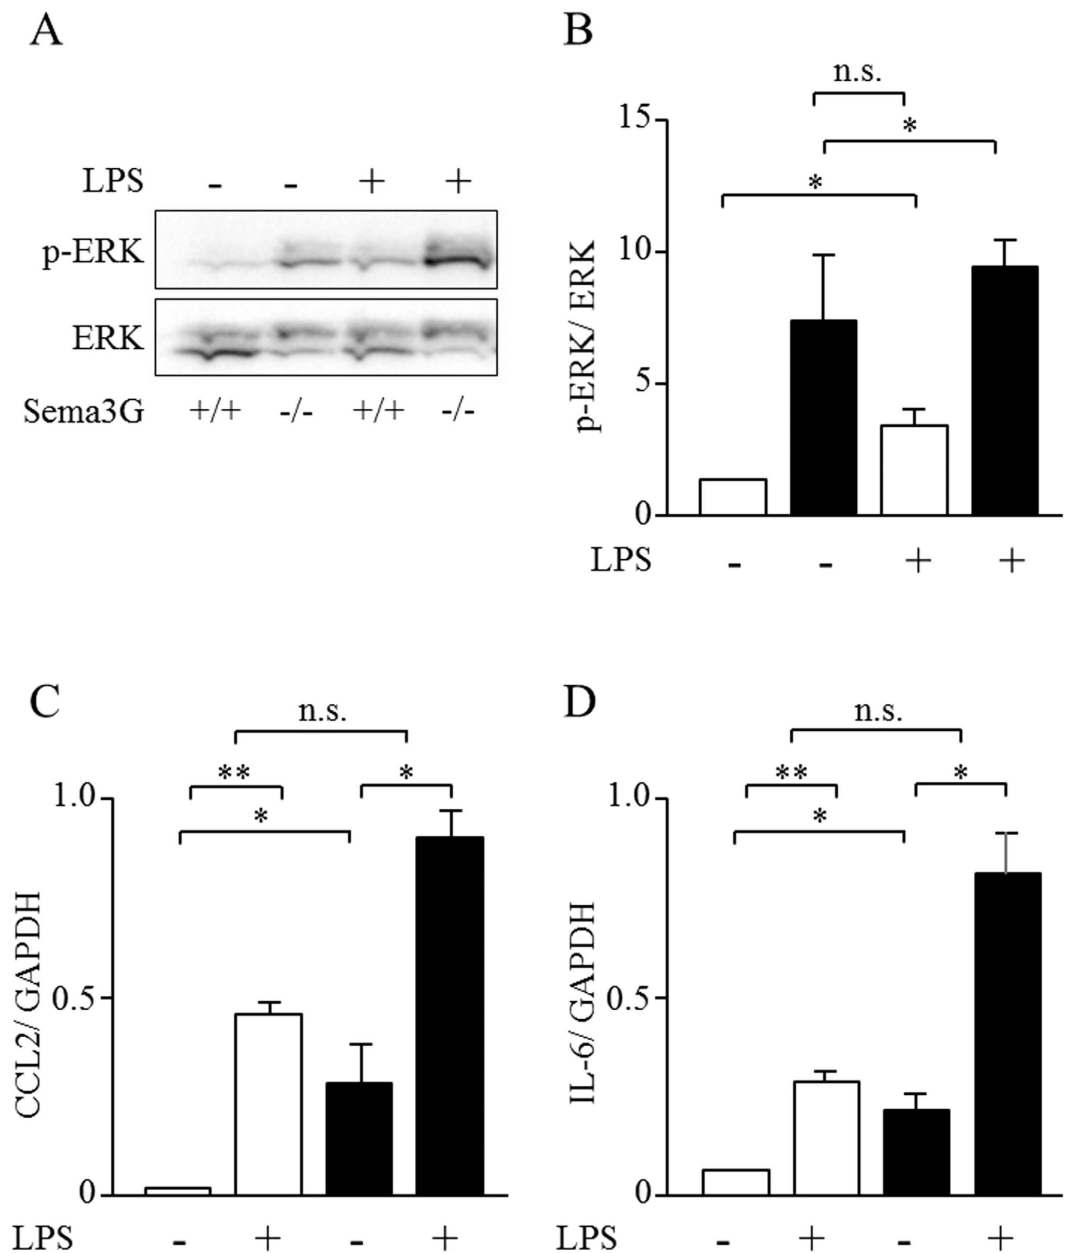 A
LPS - - + +
p-ERK
ERK
Sema3G +/+ -/- +/+ -/-
B
n.s.
*
*
15
10
5
0
p-ERK/ ERK
LPS - - + +
C
n.s.
** *
*
1.0
0.5
0
CCL2/ GAPDH
LPS - + - +
D
n.s.
** *
*
1.0
0.5
0
IL-6/ GAPDH
LPS - + - +